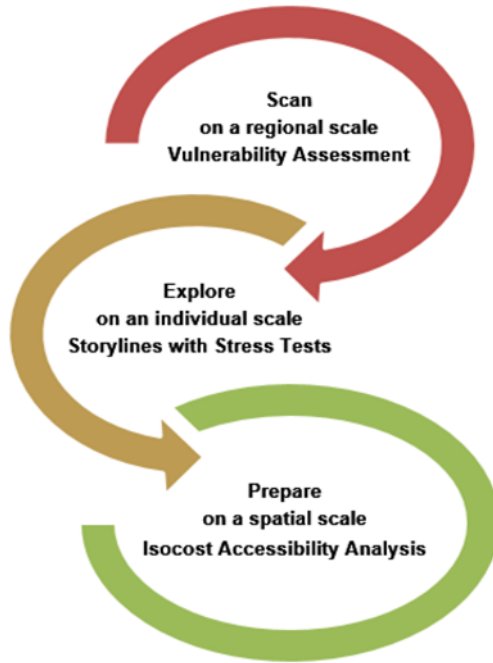 Scan
on a regional scale
Vulnerability Assessment
Explore
on an individual scale
Storylines with Stress Tests
Prepare
on a spatial scale
Isocost Accessibility Analysis